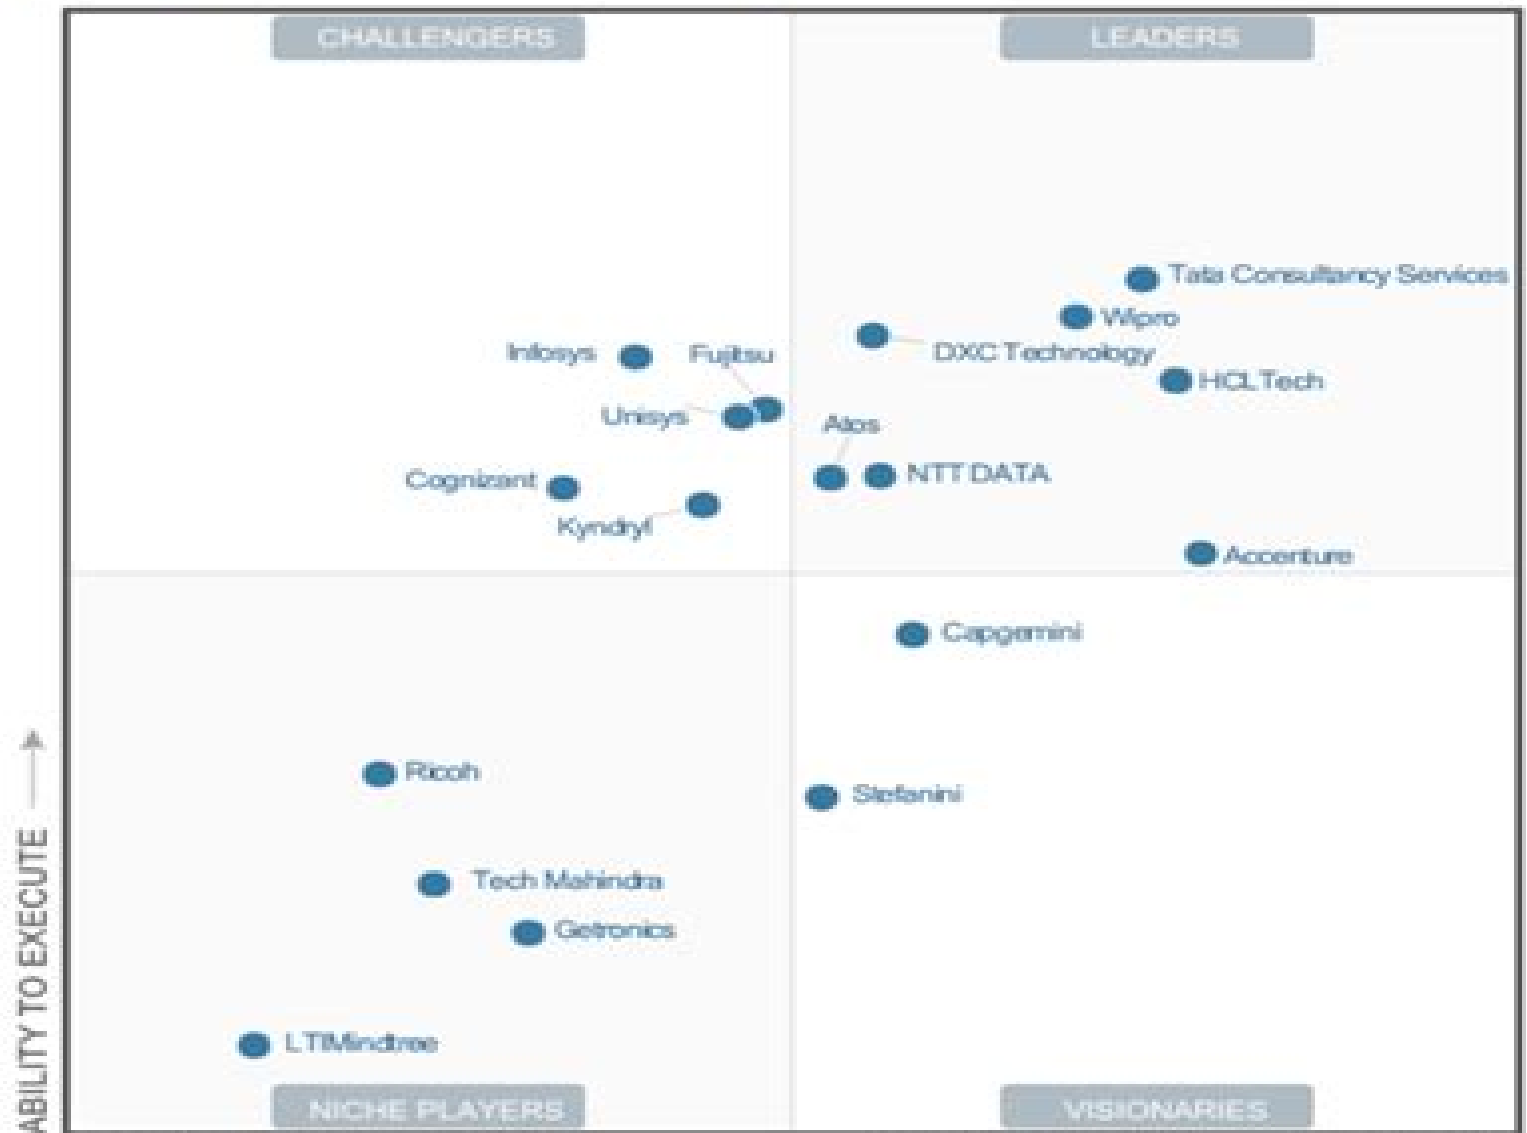 CHALLENGERS
LEADERS
Tata Consultancy Services
Wipro
Infosys
Fujitsu
DXC Technology
HCLTech
Unisys
Atos
Cognizant
NTT DATA
Kyndryl
Accenture
Capgemini
Ricoh
Stefanini
Tech Mahindra
Getronics
LTIMindtree
NICHE PLAYERS
VISIONARIES
ABILITY TO EXECUTE